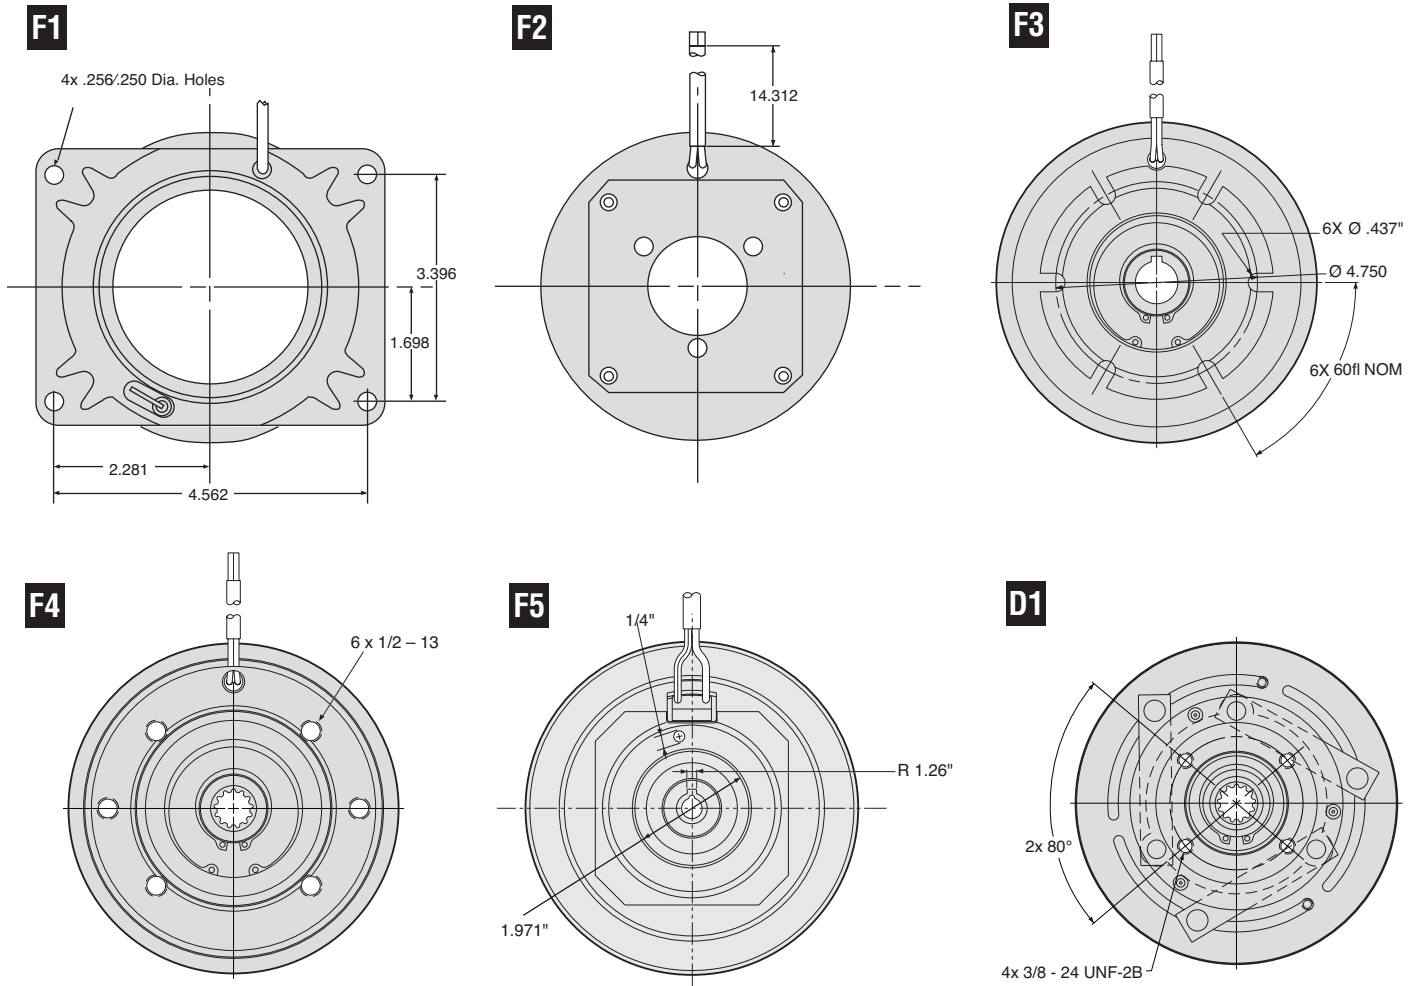 F1
4x .256⁄.250 Dia. Holes
3.396
1.698
2.281
4.562
F2
14.312
F3
6X Ø .437"
Ø 4.750
6X 60fl NOM
F4
6 x 1/2 – 13
F5
1/4"
R 1.26"
1.971"
D1
2x 80°
4x 3/8 - 24 UNF-2B